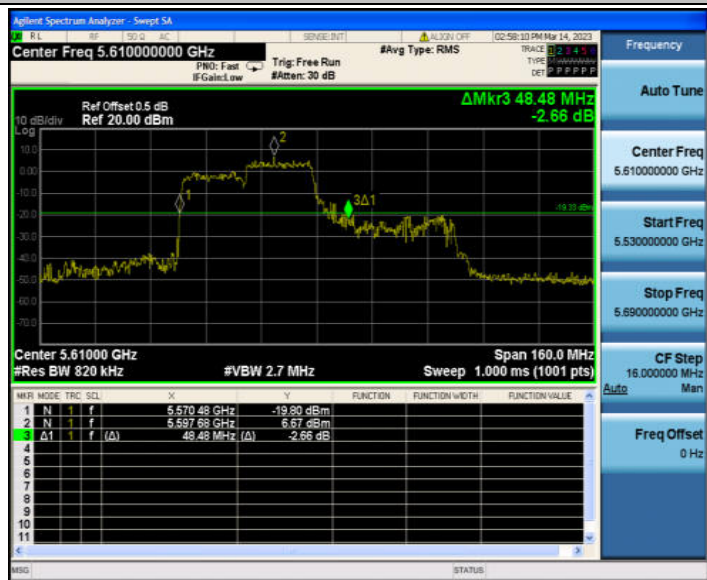 Agilent Spectrum Analyzer - Swept SA
RL RF 50 Ω AC SENSE:INT ALIGN OFF 02:58:10 PM Mar 14, 2023
Center Freq 5.610000000 GHz
PNO: Fast
IFGain:Low
Trig: Free Run
#Atten: 30 dB
#Avg Type: RMS
TRACE 1 2 3 4 5 6
TYPE
DET P P P P P P
Ref Offset 0.5 dB
10 dB/div Ref 20.00 dBm
Log
ΔMkr3 48.48 MHz
-2.66 dB
10.0
0.00
-10.0
-20.0
-30.0
-40.0
-50.0
-60.0
-70.0
1
2
3Δ1
-19.33 dBm
Center 5.61000 GHz Span 160.0 MHz
#Res BW 820 kHz #VBW 2.7 MHz Sweep 1.000 ms (1001 pts)
MKR MODE TRC SCL X Y FUNCTION FUNCTION WIDTH FUNCTION VALUE
1 N 1 f 5.570 48 GHz -19.80 dBm
2 N 1 f 5.597 68 GHz 6.67 dBm
3 Δ1 1 f (Δ) 48.48 MHz (Δ) -2.66 dB
4
5
6
7
8
9
10
11
MSG STATUS
Frequency
Auto Tune
Center Freq
5.610000000 GHz
Start Freq
5.530000000 GHz
Stop Freq
5.690000000 GHz
CF Step
16.000000 MHz
Auto Man
Freq Offset
0 Hz